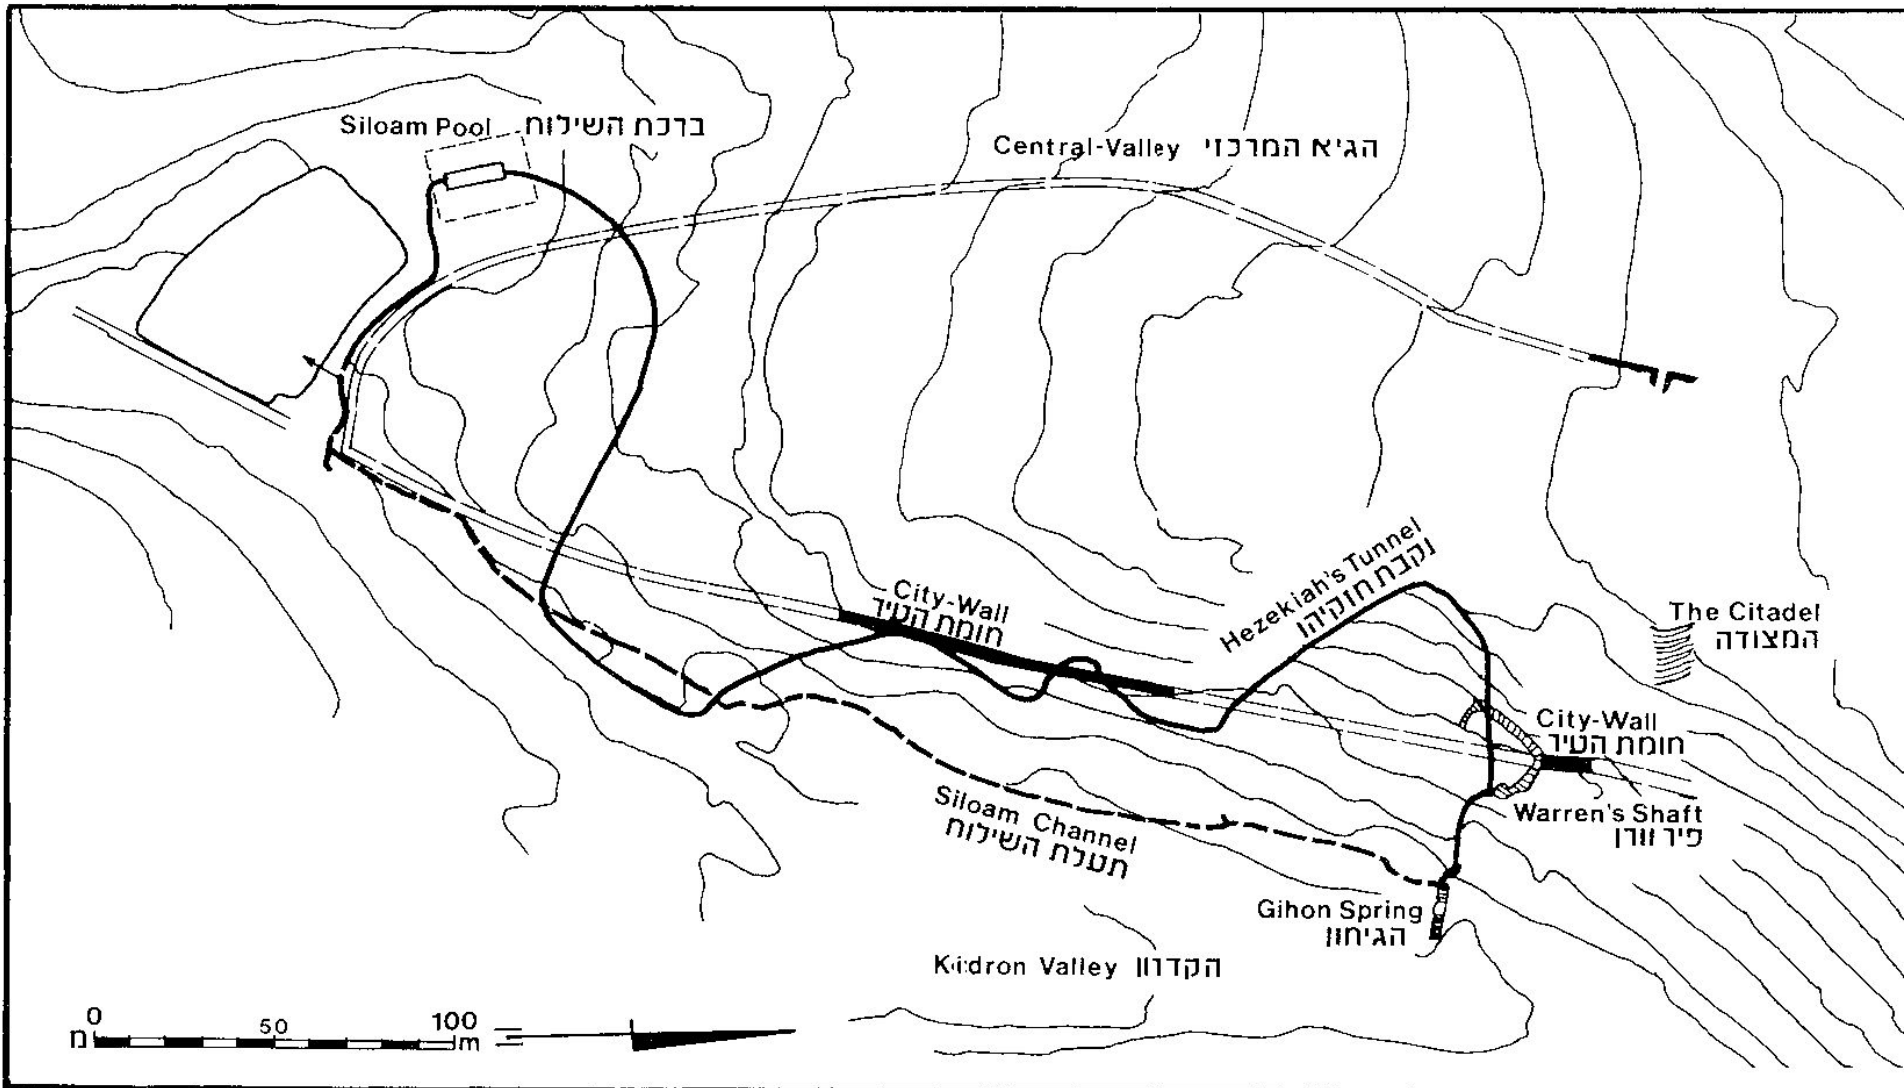 Siloam Pool ברכת השילוח
Central-Valley הגיא המרכזי
City-Wall
חומת העיר
Hezekiah's Tunnel
נקבת חזקיהו
The Citadel
המצודה
City-Wall
חומת העיר
Warren's Shaft
פיר וורן
Siloam Channel
תעלת השילוח
Gihon Spring
הגיחון
Kidron Valley הקדרון
0 50 100
מ m